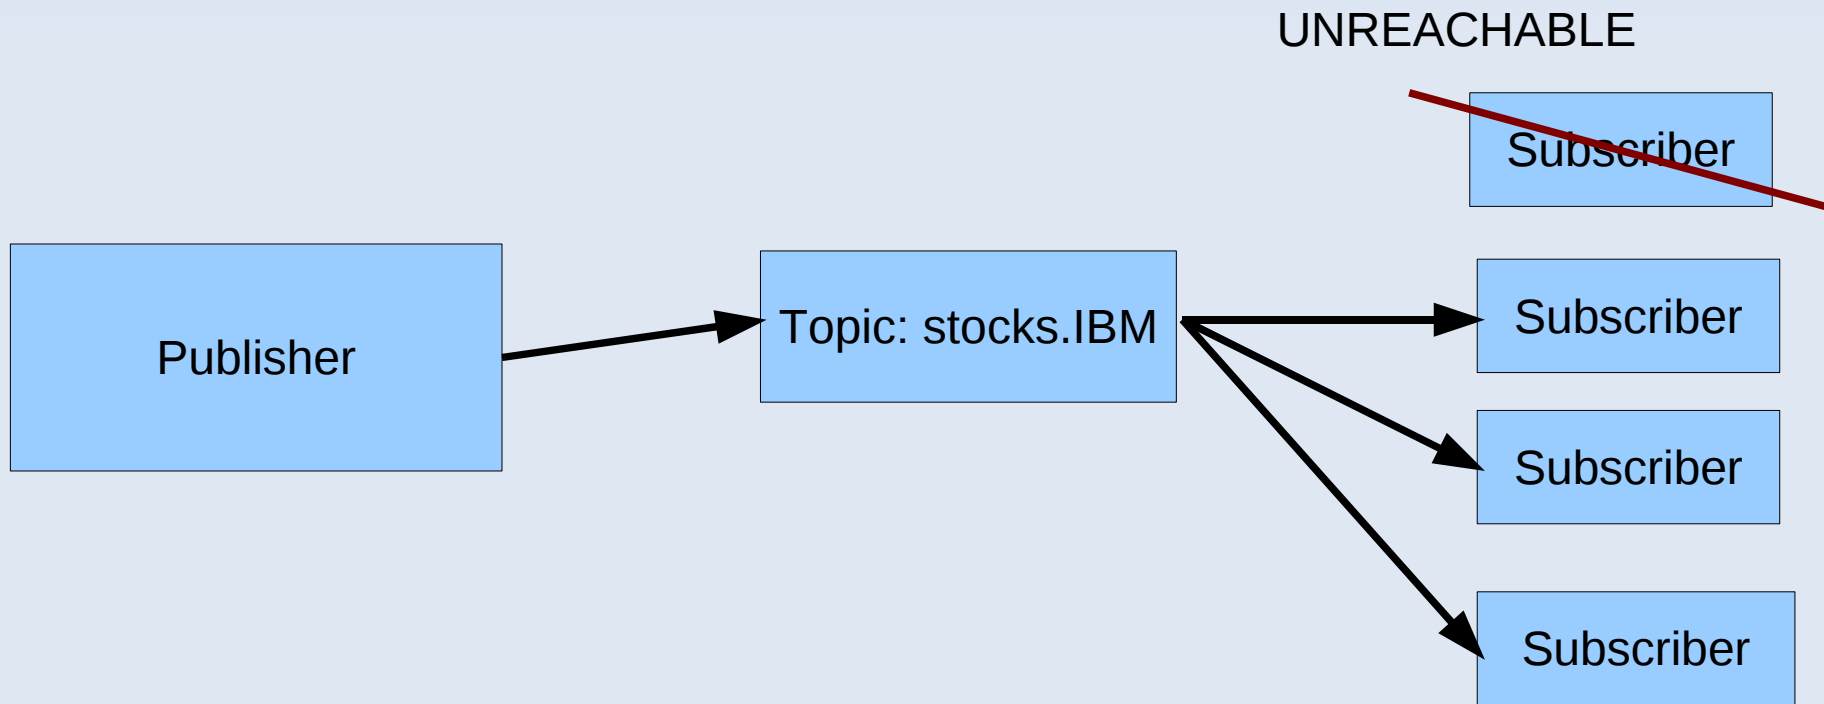 UNREACHABLE
Subscriber
Publisher
Topic: stocks.IBM
Subscriber
Subscriber
Subscriber